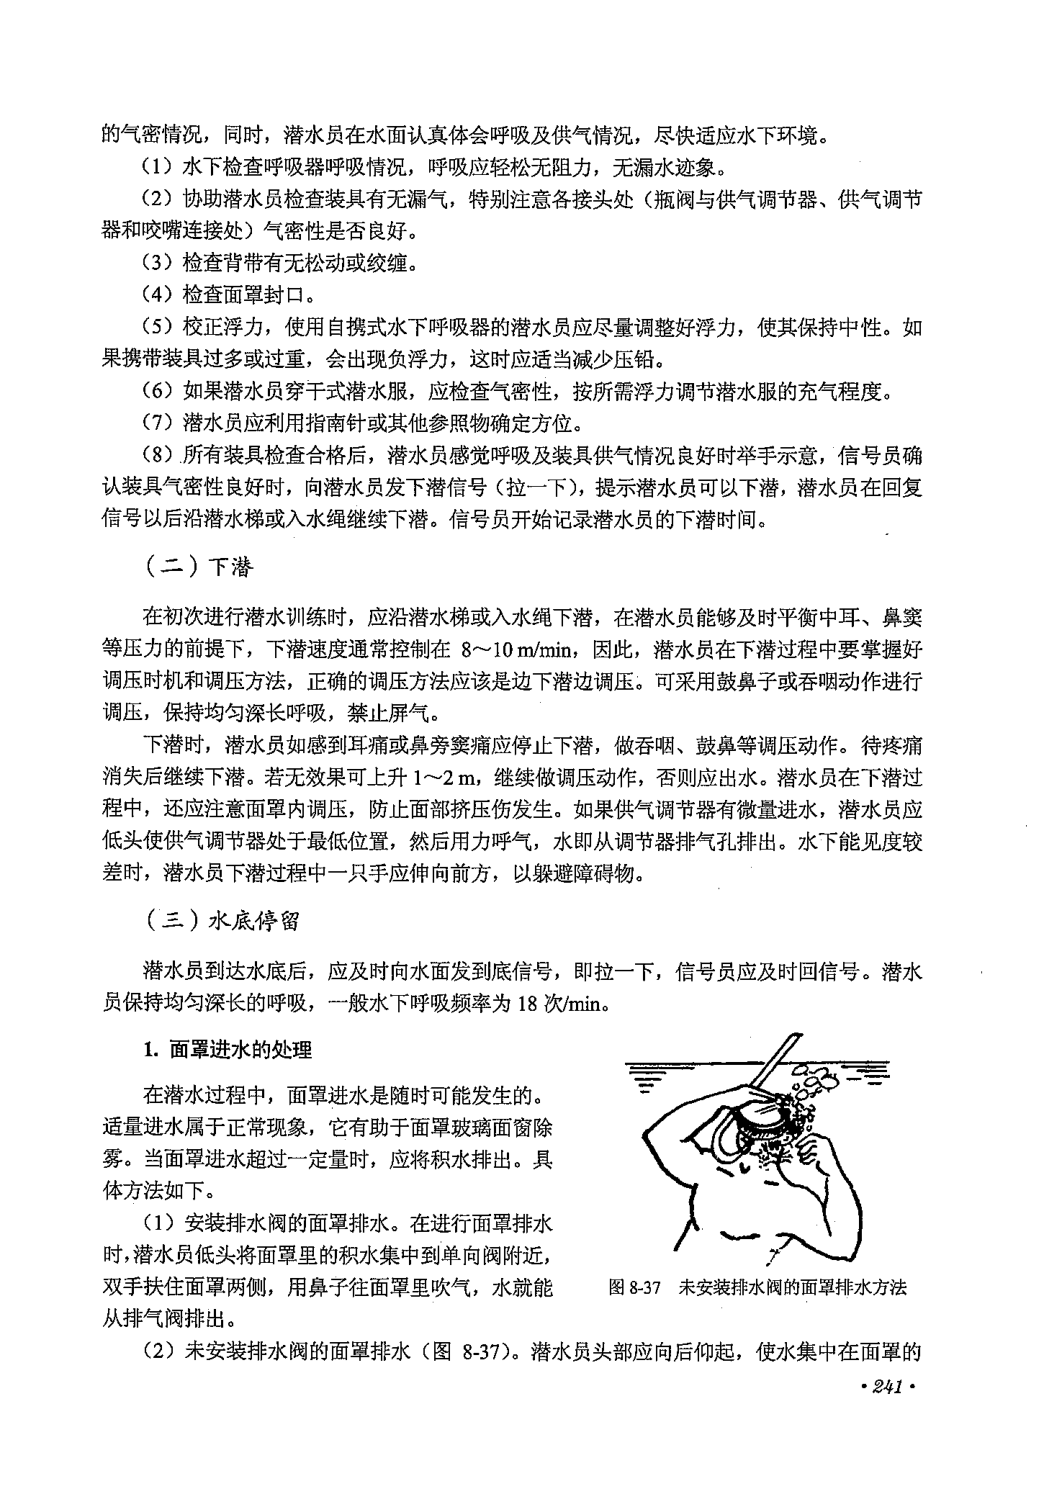 的气密情况，同时，潜水员在水面认真体会呼吸及供气情况，尽快适应水下环境。
（1）水下检查呼吸器呼吸情况，呼吸应轻松无阻力，无漏水迹象。
（2）协助潜水员检查装具有无漏气，特别注意各接头处（瓶阀与供气调节器、供气调节
器和咬嘴连接处）气密性是否良好。
（3）检查背带有无松动或绞缠。
（4）检查面罩封口。
（5）校正浮力，使用自携式水下呼吸器的潜水员应尽量调整好浮力，使其保持中性。如
果携带装具过多或过重，会出现负浮力，这时应适当减少压铅。
（6）如果潜水员穿干式潜水服，应检查气密性，按所需浮力调节潜水服的充气程度。
（7）潜水员应利用指南针或其他参照物确定方位。
（8）所有装具检查合格后，潜水员感觉呼吸及装具供气情况良好时举手示意，信号员确
认装具气密性良好时，向潜水员发下潜信号（拉一下），提示潜水员可以下潜，潜水员在回复
信号以后沿潜水梯或入水绳继续下潜。信号员开始记录潜水员的下潜时间。
（二）下潜
在初次进行潜水训练时，应沿潜水梯或入水绳下潜，在潜水员能够及时平衡中耳、鼻窦
等压力的前提下，下潜速度通常控制在 8～10 m/min，因此，潜水员在下潜过程中要掌握好
调压时机和调压方法，正确的调压方法应该是边下潜边调压。可采用鼓鼻子或吞咽动作进行
调压，保持均匀深长呼吸，禁止屏气。
下潜时，潜水员如感到耳痛或鼻旁窦痛应停止下潜，做吞咽、鼓鼻等调压动作。待疼痛
消失后继续下潜。若无效果可上升 1～2 m，继续做调压动作，否则应出水。潜水员在下潜过
程中，还应注意面罩内调压，防止面部挤压伤发生。如果供气调节器有微量进水，潜水员应
低头使供气调节器处于最低位置，然后用力呼气，水即从调节器排气孔排出。水下能见度较
差时，潜水员下潜过程中一只手应伸向前方，以躲避障碍物。
（三）水底停留
潜水员到达水底后，应及时向水面发到底信号，即拉一下，信号员应及时回信号。潜水
员保持均匀深长的呼吸，一般水下呼吸频率为 18 次/min。
1. 面罩进水的处理
在潜水过程中，面罩进水是随时可能发生的。
适量进水属于正常现象，它有助于面罩玻璃面窗除
雾。当面罩进水超过一定量时，应将积水排出。具
体方法如下。
（1）安装排水阀的面罩排水。在进行面罩排水
时，潜水员低头将面罩里的积水集中到单向阀附近，
双手扶住面罩两侧，用鼻子往面罩里吹气，水就能
从排气阀排出。
图 8-37 未安装排水阀的面罩排水方法
（2）未安装排水阀的面罩排水（图 8-37）。潜水员头部应向后仰起，使水集中在面罩的
·241·